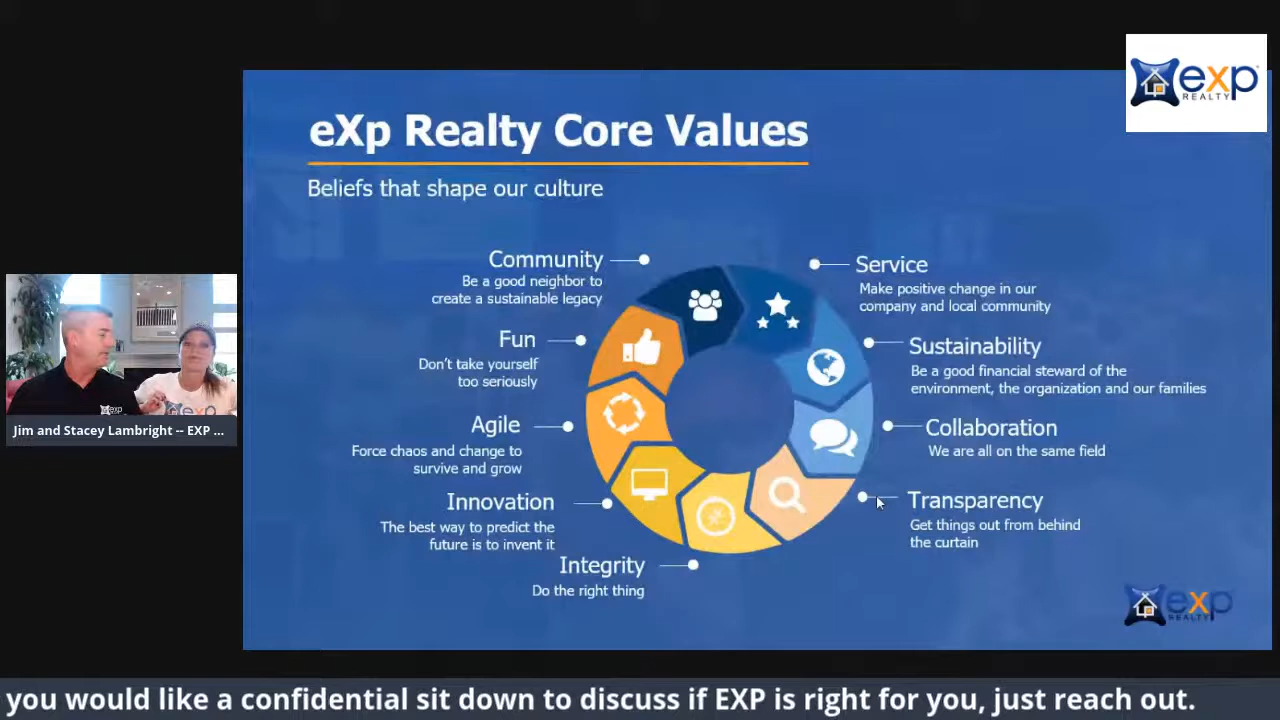 exp
REALTY
eXp Realty Core Values
Beliefs that shape our culture
Community
Be a good neighbor to
create a sustainable legacy
Service
Make positive change in our
company and local community
Fun
Don't take yourself
too seriously
Sustainability
Be a good financial steward of the
environment, the organization and our families
Agile
Force chaos and change to
survive and grow
Collaboration
We are all on the same field
Innovation
The best way to predict the
future is to invent it
Transparency
Get things out from behind
the curtain
Integrity
Do the right thing
exp
REALTY
exp
exp
Jim and Stacey Lambright -- EXP ...
you would like a confidential sit down to discuss if EXP is right for you, just reach out.